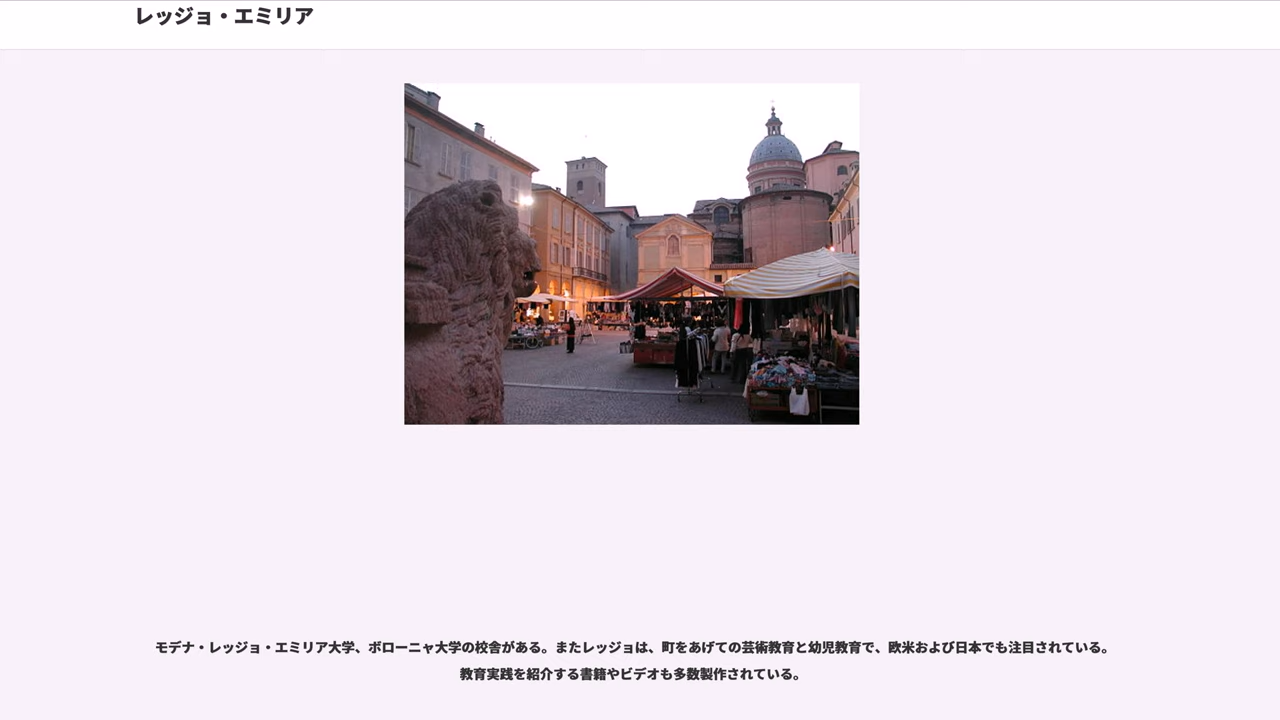 レッジョ・エミリア
モデナ・レッジョ・エミリア大学、ボローニャ大学の校舎がある。またレッジョは、町をあげての芸術教育と幼児教育で、欧米および日本でも注目されている。
教育実践を紹介する書籍やビデオも多数製作されている。